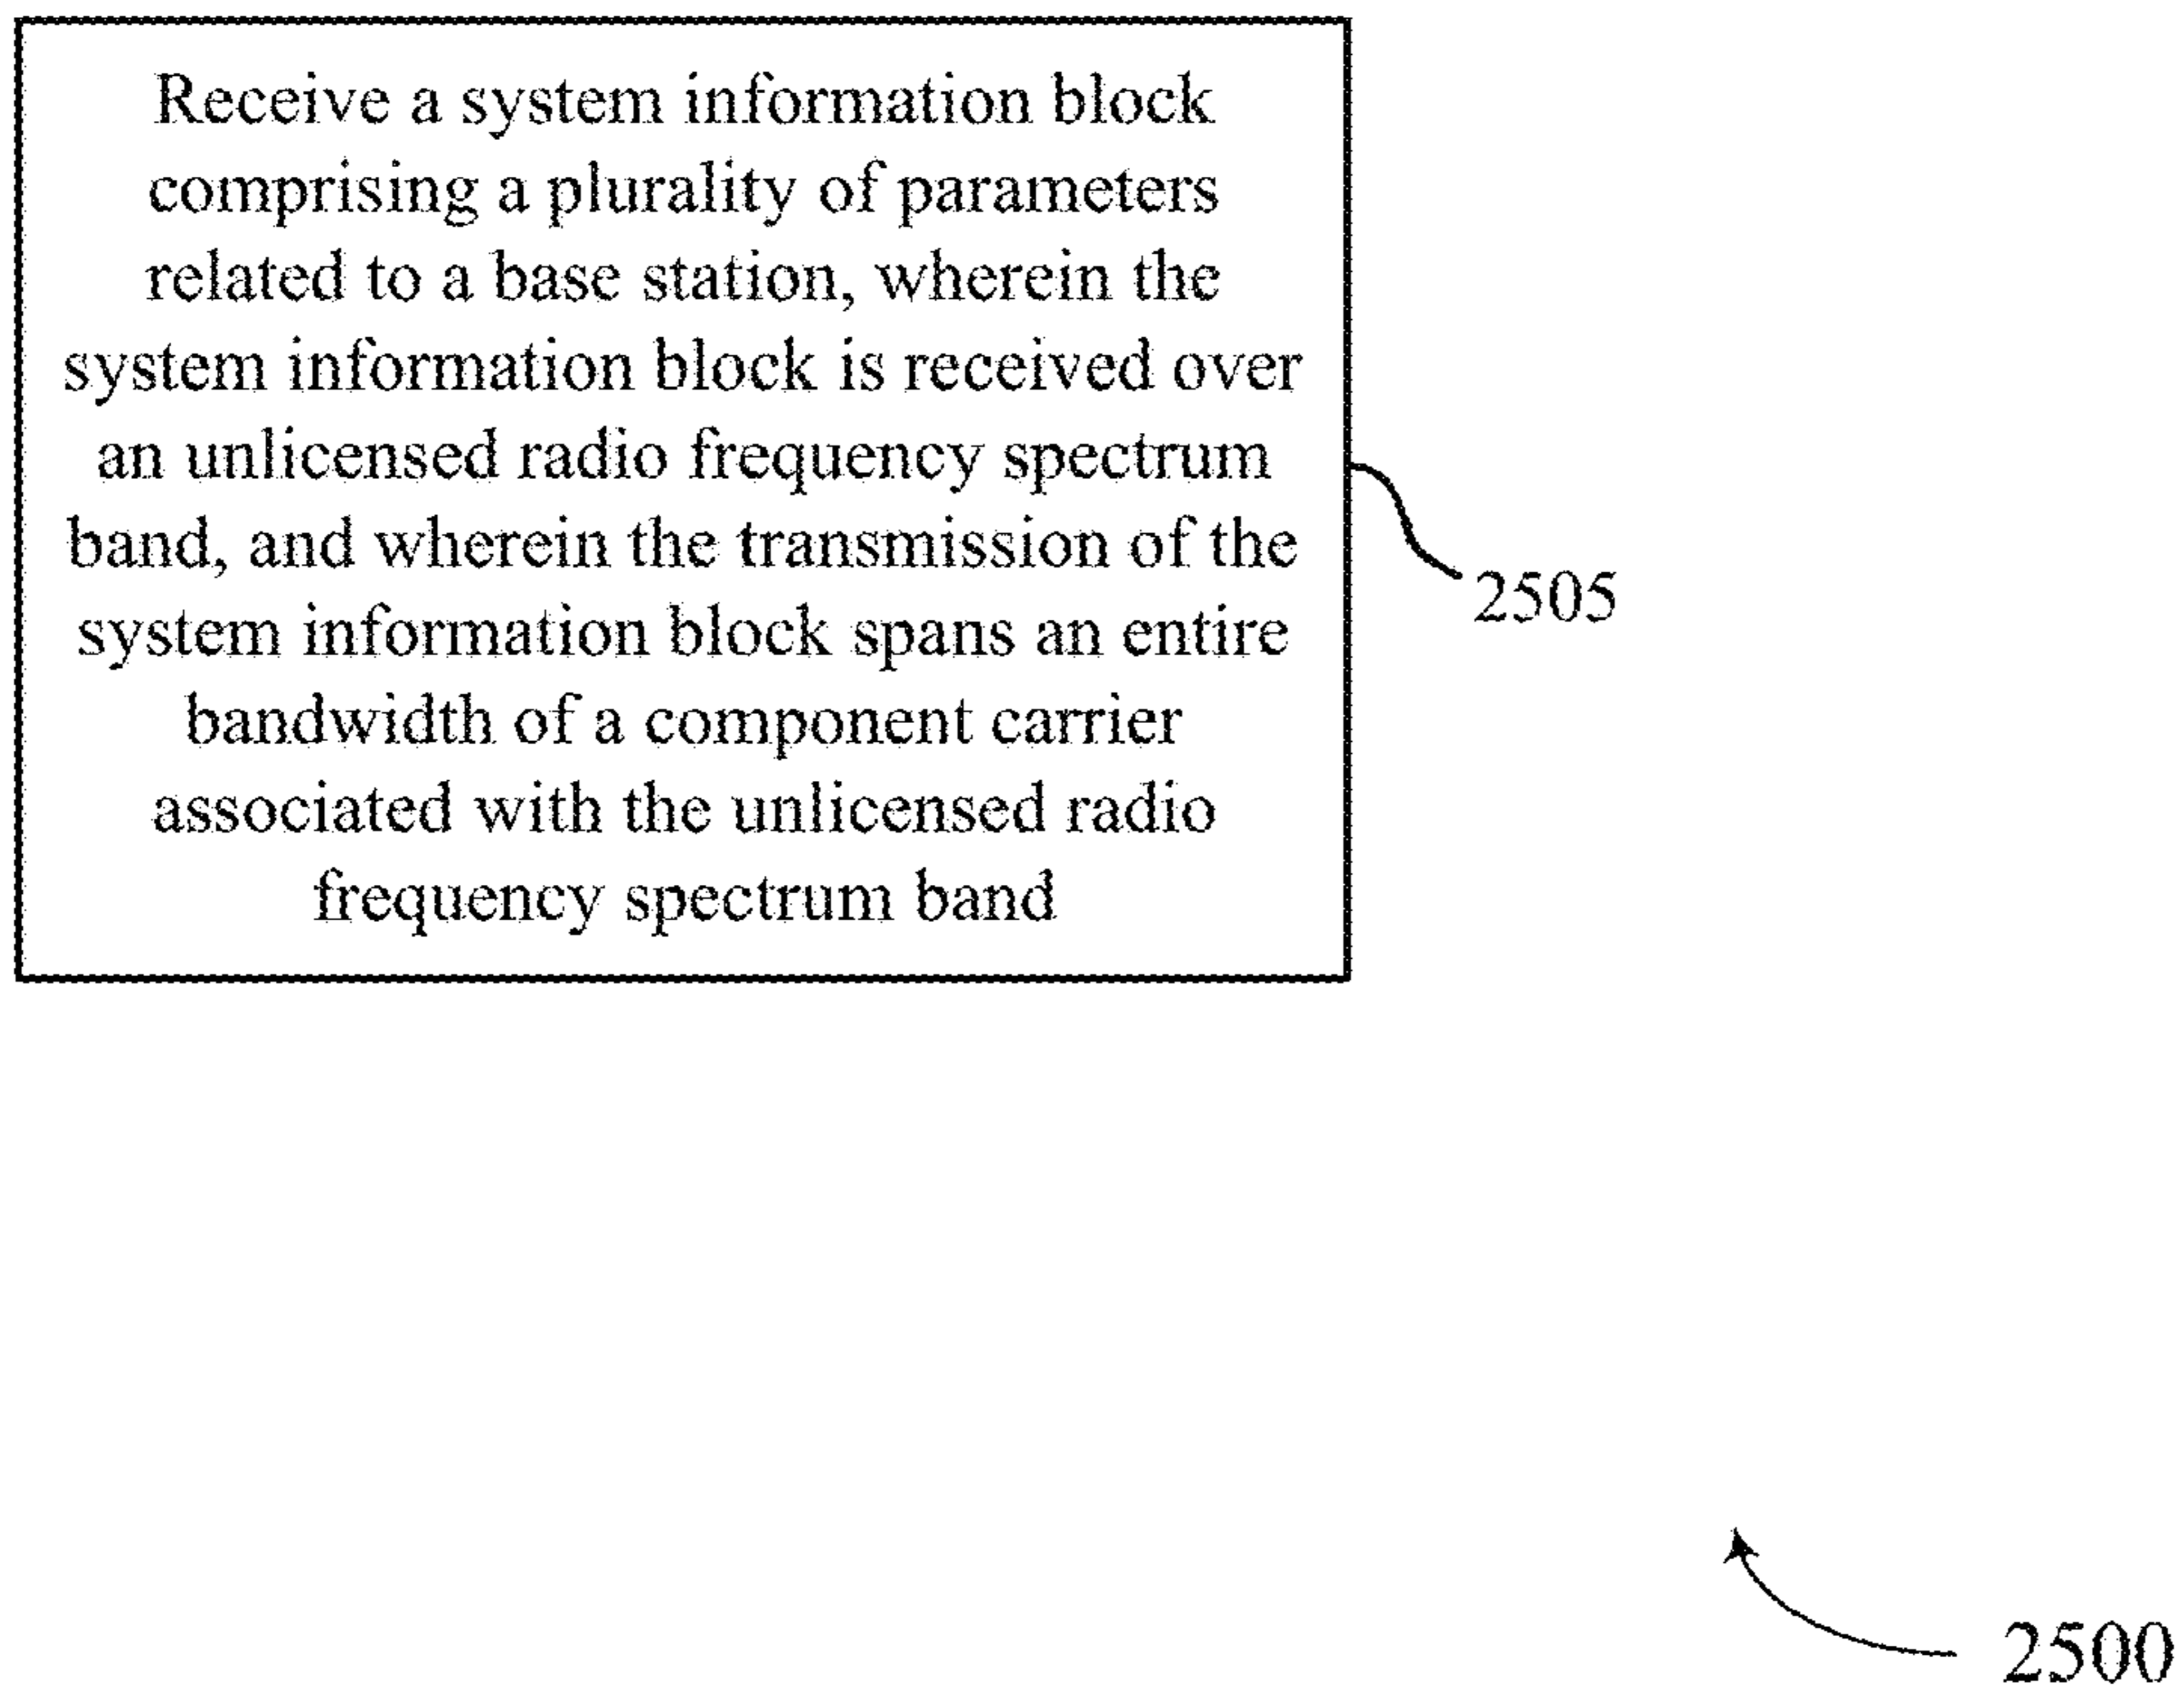 Receive a system information block
comprising a plurality of parameters
related to a base station, wherein the
system information block is received over
an unlicensed radio frequency spectrum
band, and wherein the transmission of the
system information block spans an entire
bandwidth of a component carrier
associated with the unlicensed radio
frequency spectrum band
2505
2500